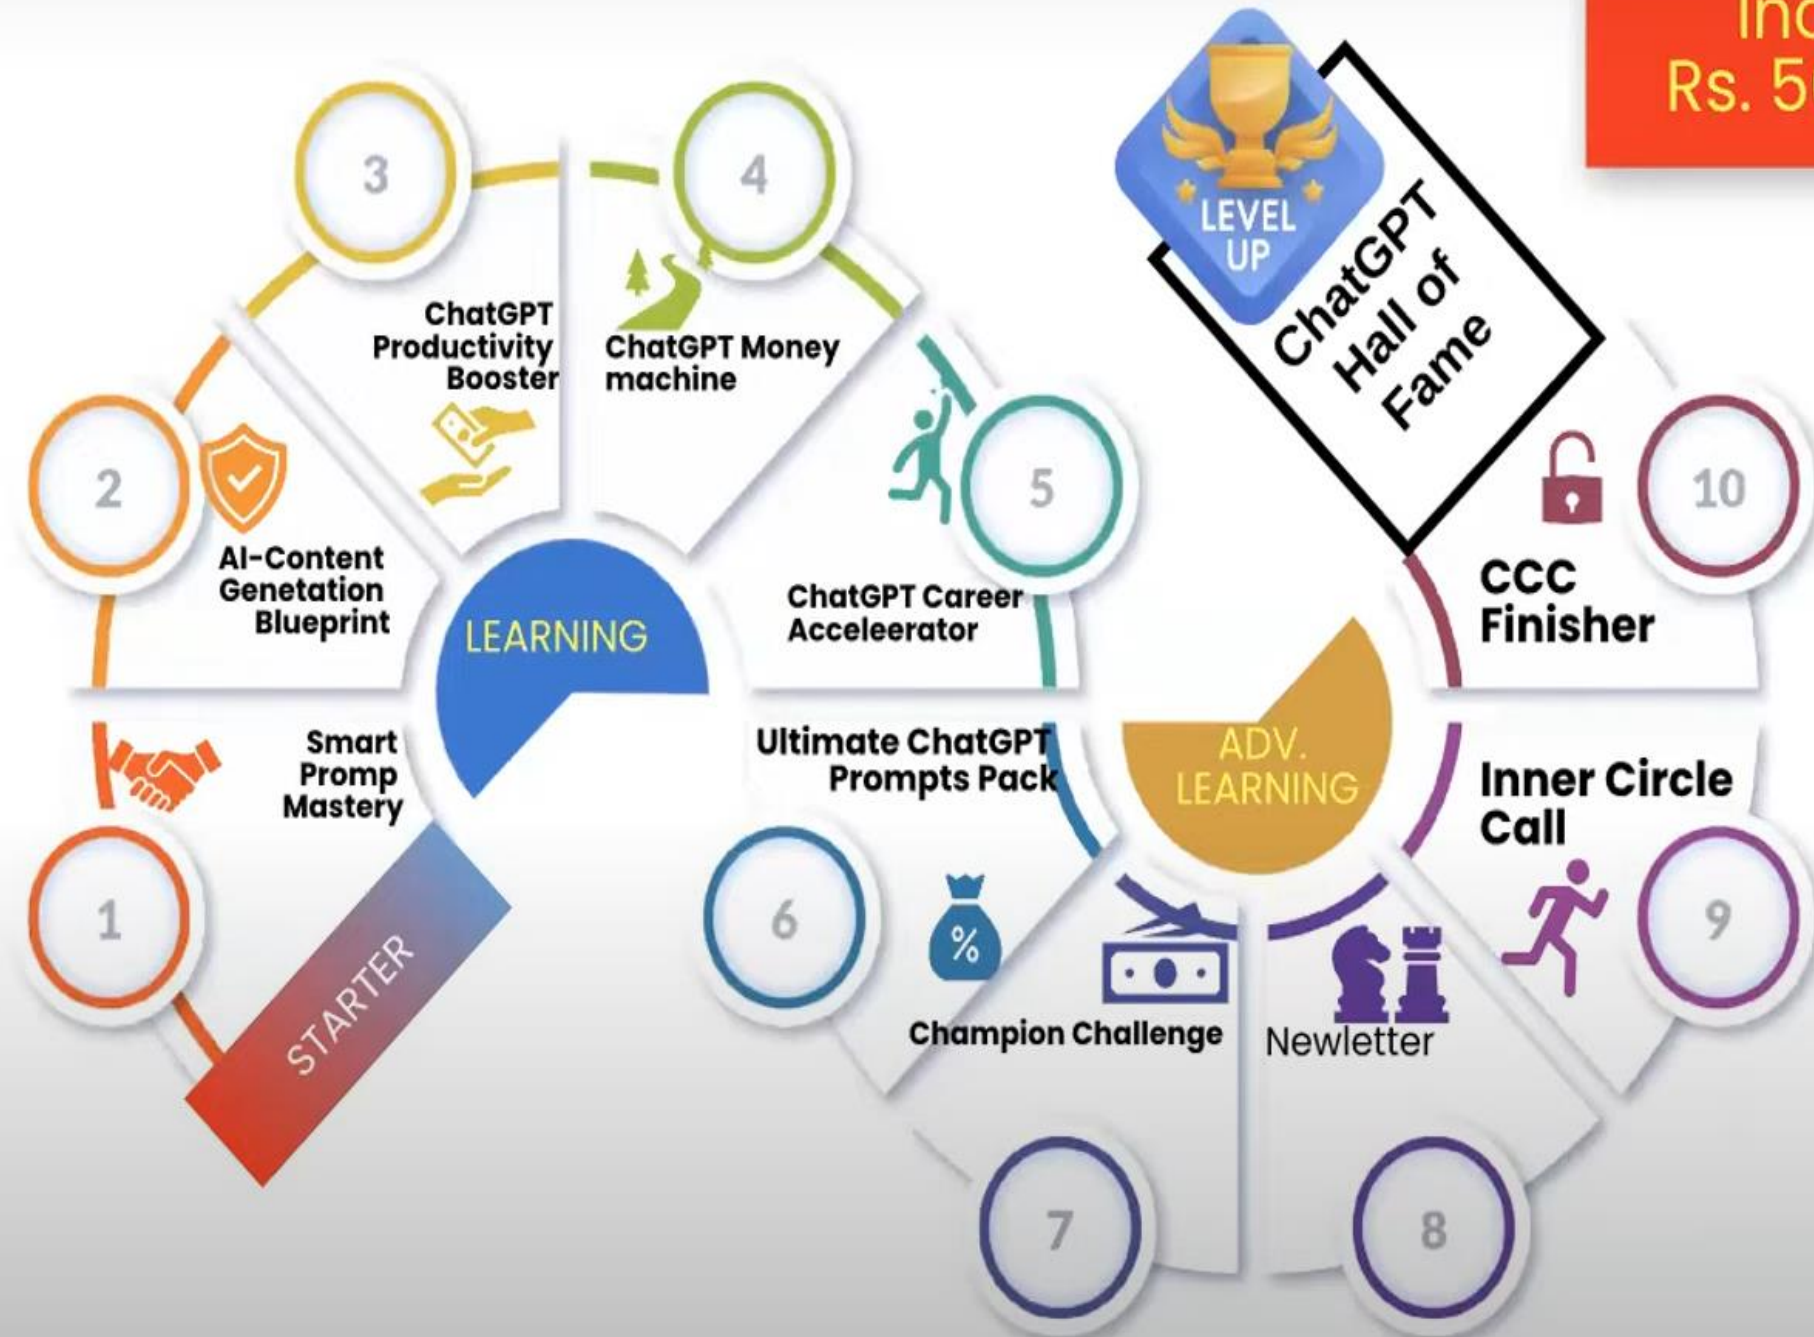 3
4
LEVEL
UP
ChatGPT
Hall of
Fame
Rs. 5
ChatGPT
Productivity
Booster
ChatGPT Money
machine
2
AI-Content
Genetation
Blueprint
5
ChatGPT Career
Acceleerator
10
CCC
Finisher
LEARNING
Smart
Promp
Mastery
1
STARTER
Ultimate ChatGPT
Prompts Pack
6
%
ADV.
LEARNING
Inner Circle
Call
9
Champion Challenge
Newletter
7
8